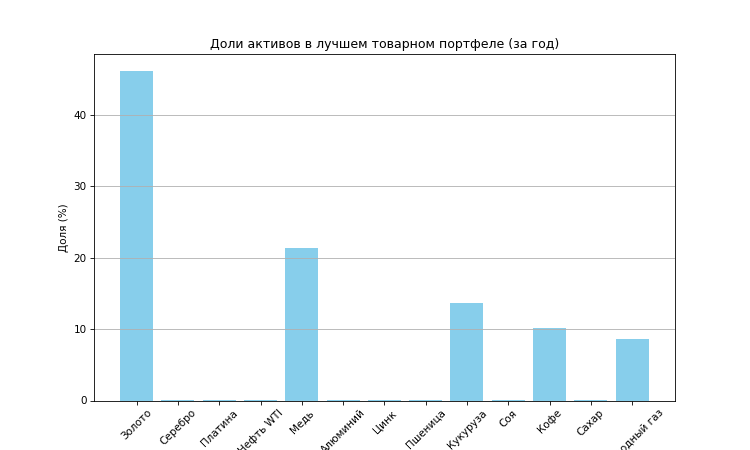 Доли активов в лучшем товарном портфеле (за год)
Доля (%)
40
30
20
10
0
Золото
Серебро
Платина
Нефть WTI
Медь
Алюминий
Цинк
Пшеница
Кукуруза
Соя
Кофе
Сахар
газ